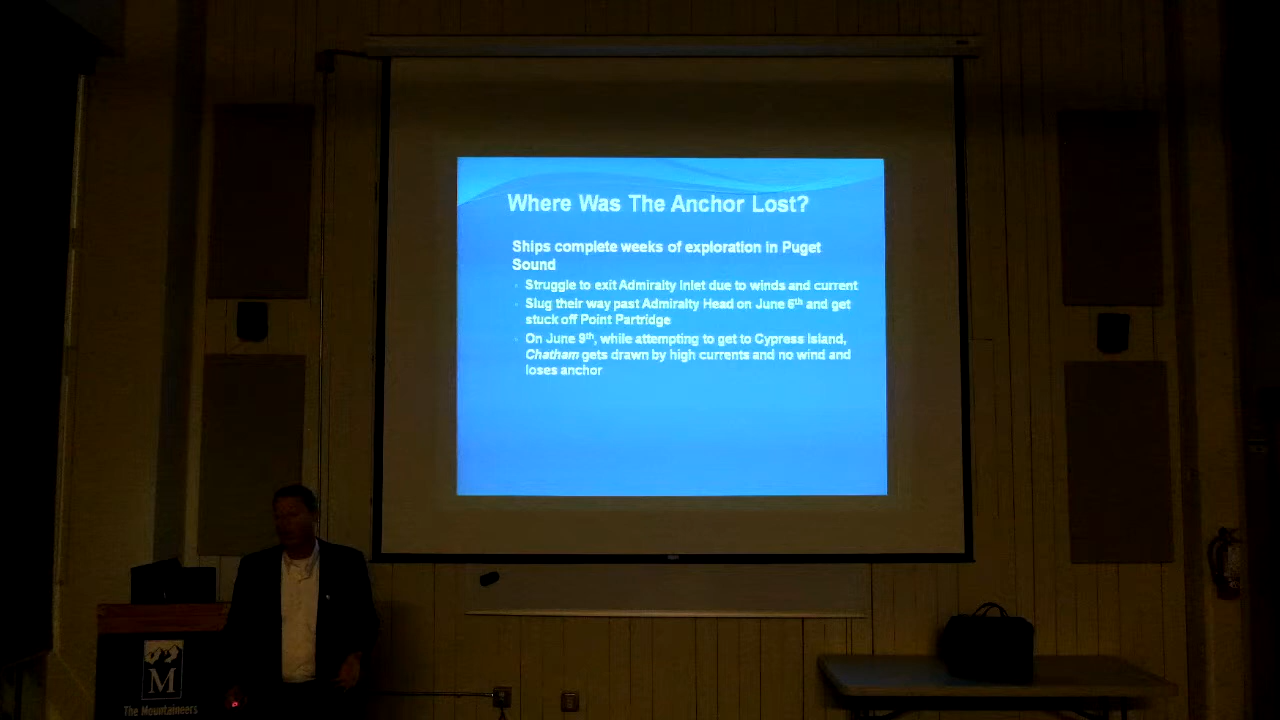 Where Was The Anchor Lost?
Ships complete weeks of exploration in Puget
Sound
Struggle to exit Admiralty Inlet due to winds and current
Slug their way past Admiralty Head on June 6th and get
stuck off Point Partridge
On June 9th, while attempting to get to Cypress Island,
Chatham gets drawn by high currents and no wind and
loses anchor
M
The Mountaineers